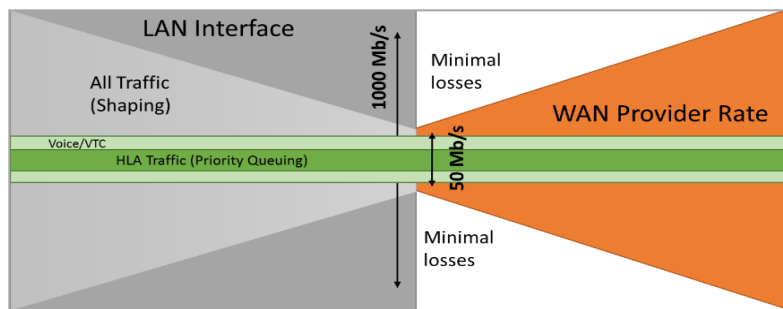 LAN Interface
All Traffic
(Shaping)
1000 Mb/s
Minimal
losses
WAN Provider Rate
Voice/VTC
HLA Traffic (Priority Queuing)
50 Mb/s
Minimal
losses